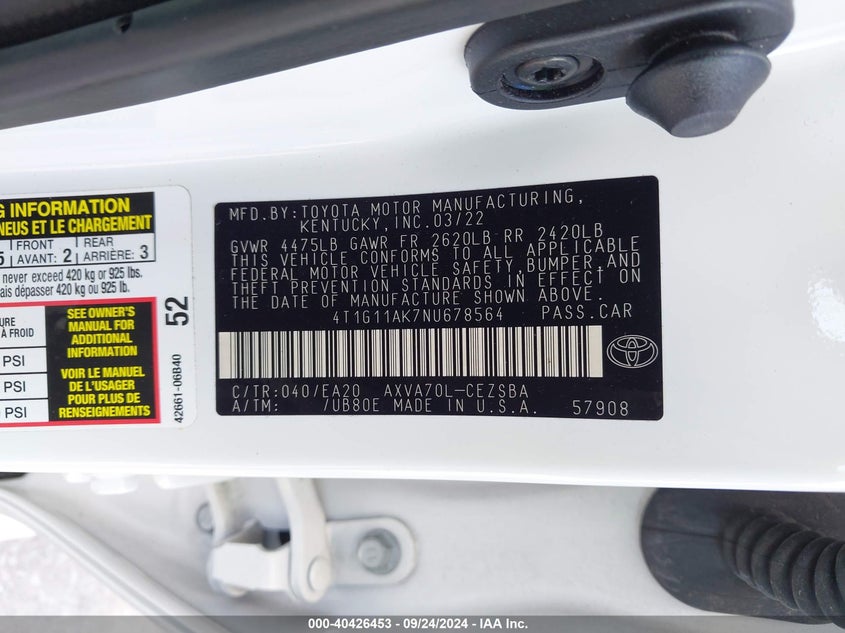 G INFORMATION
NEUS ET LE CHARGEMENT
5 FRONT 2 REAR 3
AVANT: ARRIÈRE:
never exceed 420 kg or 925 lbs.
ais dépasser 420 kg ou 925 lb.
À FROID
PSI
PSI
PSI
SEE OWNER'S
MANUAL FOR
ADDITIONAL
INFORMATION
VOIR LE MANUEL
DE L'USAGER
POUR PLUS DE
RENSEIGNEMENTS
52
42661-06B40
MFD.BY:TOYOTA MOTOR MANUFACTURING,
KENTUCKY,INC.03/22
GVWR 4475LB GAWR FR 2620LB RR 2420LB
THIS VEHICLE CONFORMS TO ALL APPLICABLE
FEDERAL MOTOR VEHICLE SAFETY,BUMPER,AND
THEFT PREVENTION STANDARDS IN EFFECT ON
THE DATE OF MANUFACTURE SHOWN ABOVE.
4T1G11AK7NU678564 PASS.CAR
C/TR:040/EA20 AXVA70L-CEZSBA
A/TM: /UB80E MADE IN U.S.A. 57908
TOYOTA
000-40426453 - 09/24/2024 - IAA Inc.